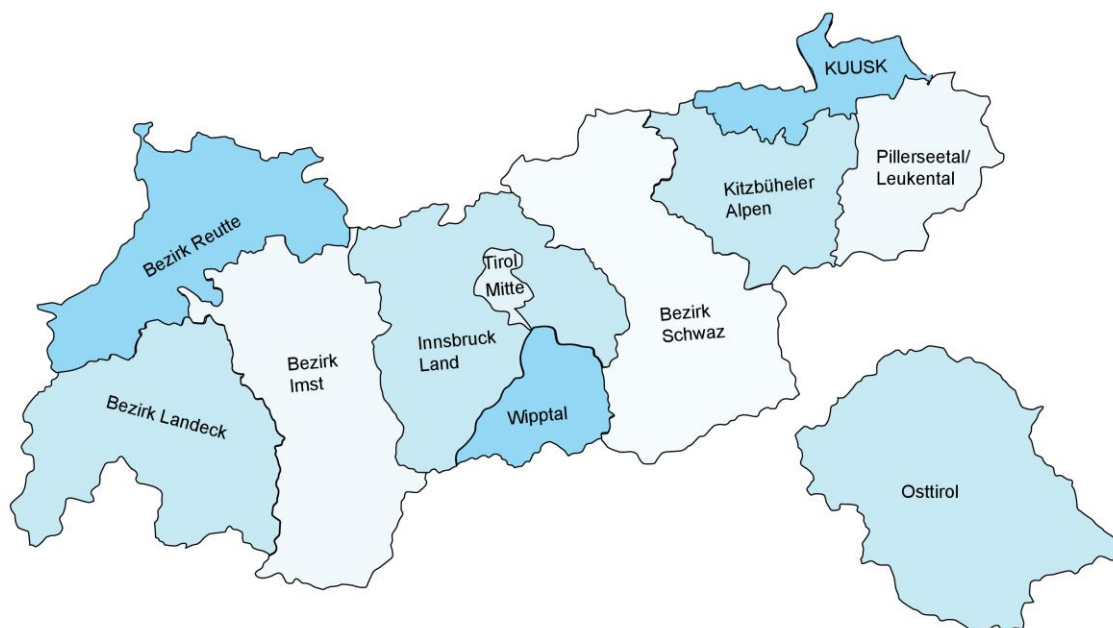 KUUSK
Pillerseetal/
Leukental
Kitzbüheler
Alpen
Bezirk Reutte
Tirol
Mitte
Bezirk
Schwaz
Innsbruck
Land
Bezirk
Imst
Bezirk Landeck
Wipptal
Osttirol